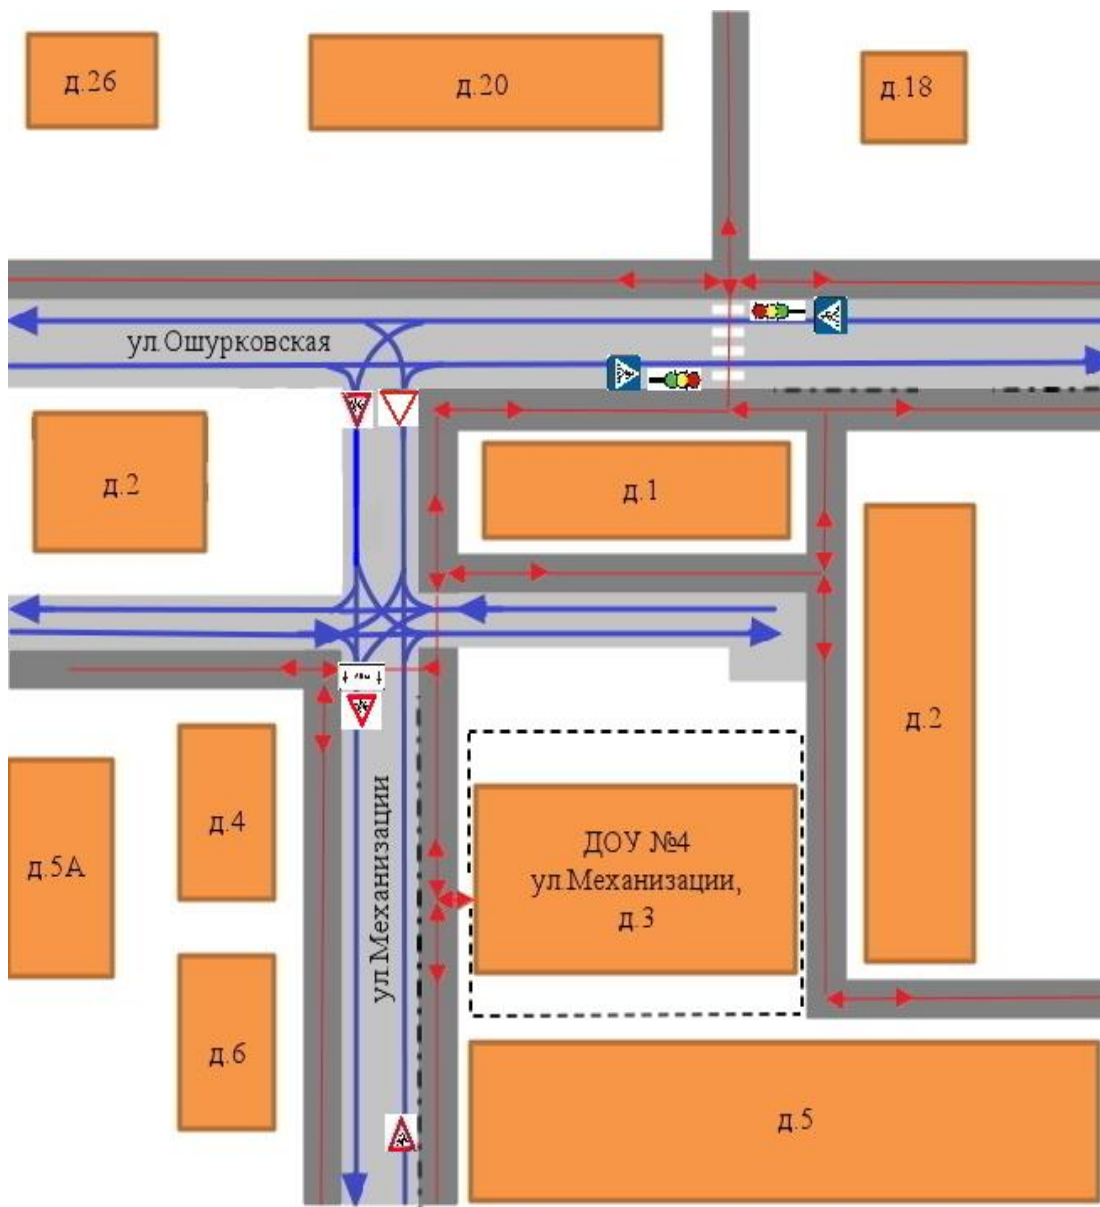 д.26
д.20
д.18
ул.Ошурковская
д.2
д.1
д.2
д.4
д.5А
ул.Механизации
ДОУ №4
ул.Механизации,
д.3
д.6
д.5